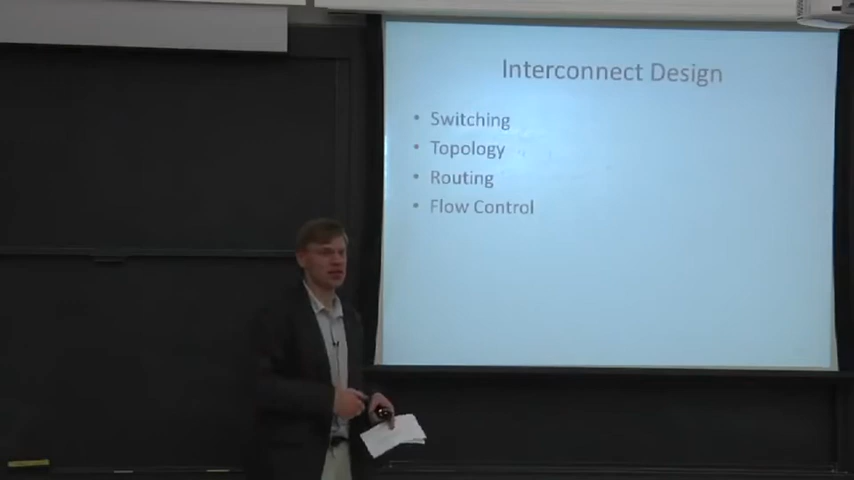 Interconnect Design
• Switching
• Topology
• Routing
• Flow Control